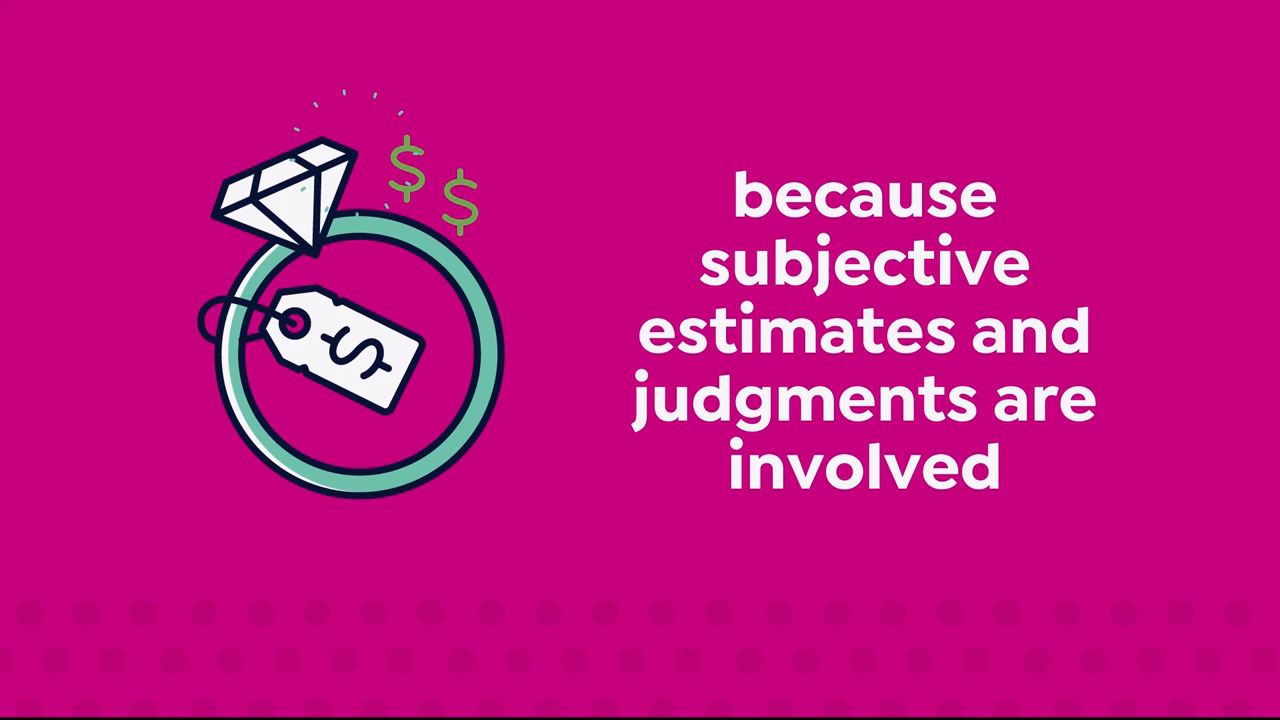 $ $
$
because
subjective
estimates and
judgments are
involved